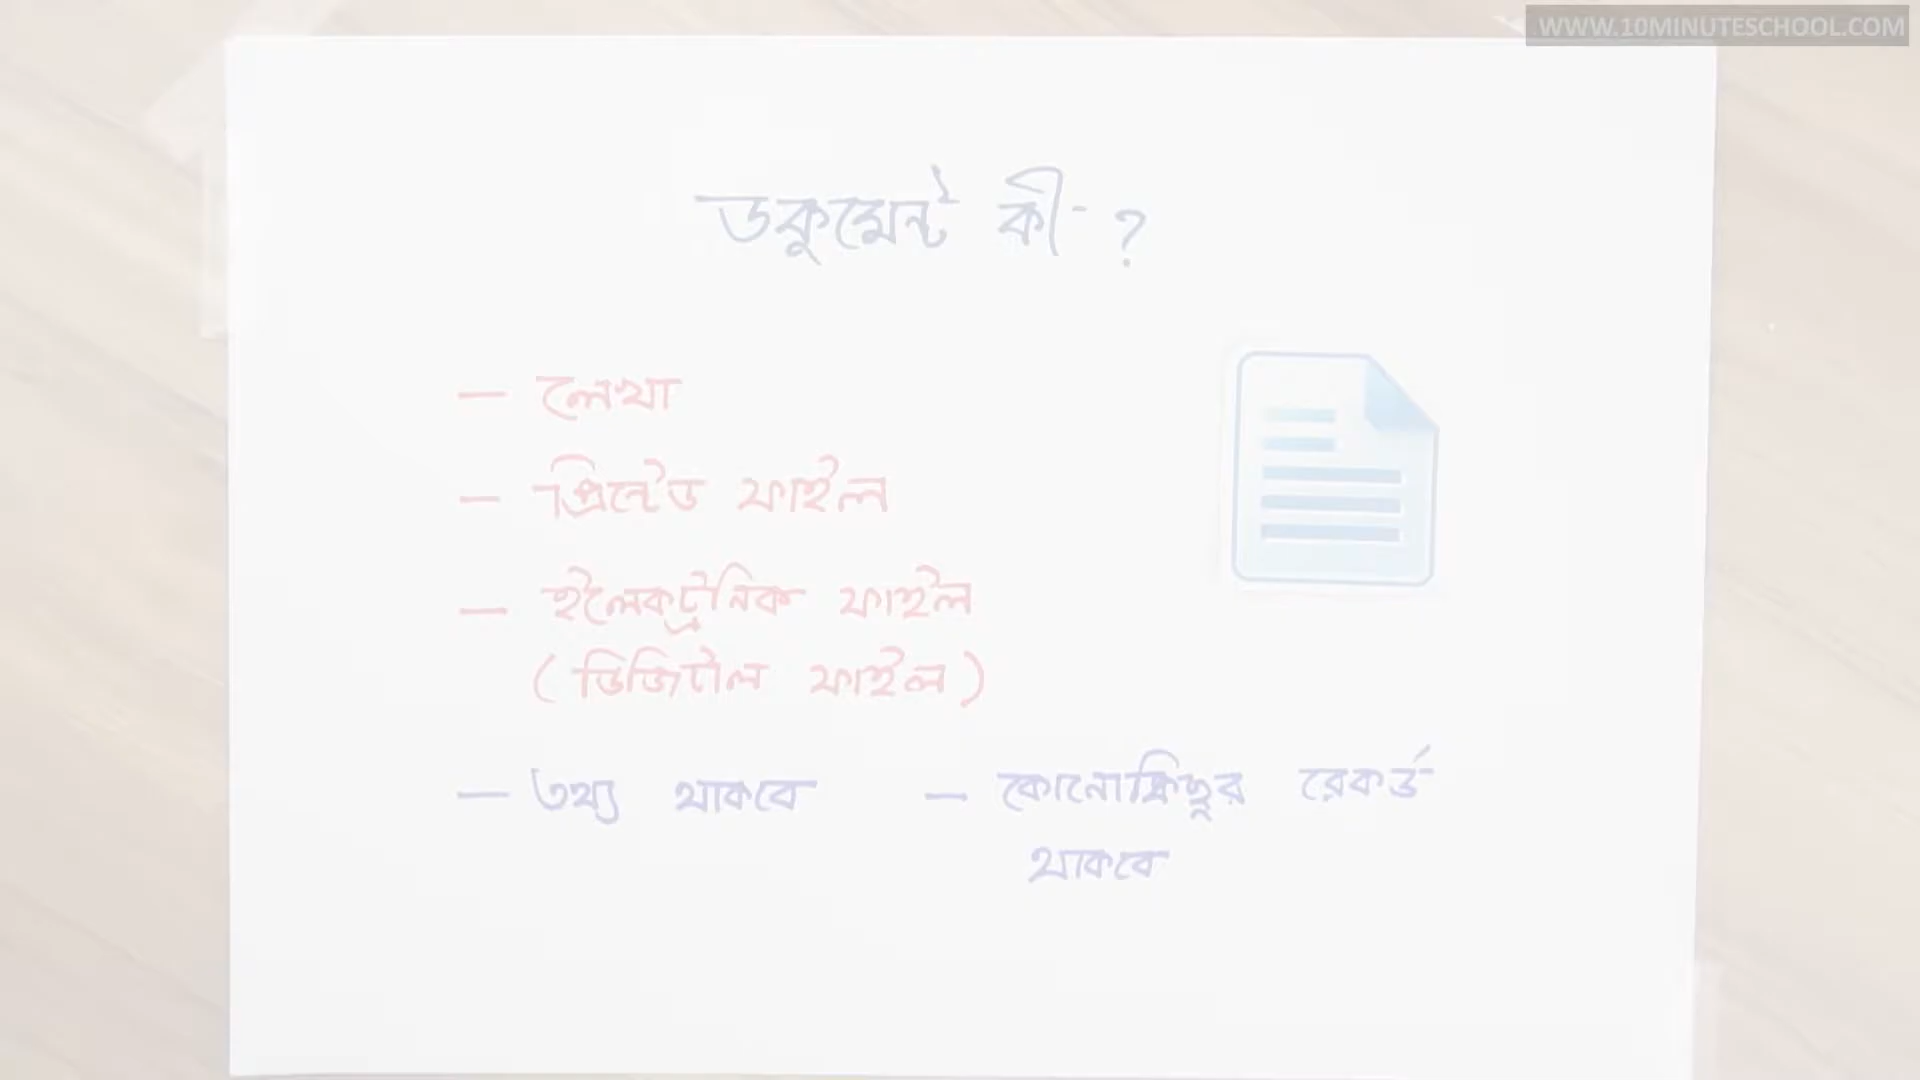 WWW.10MINUTESCHOOL.COM
ডকুমেন্ট কী ?
— লেখা
— প্রিন্টেড ফাইল
— ইলেকট্রনিক ফাইল
(ডিজিটাল ফাইল)
— তথ্য থাকবে — কোনোকিছুর রেকর্ড
থাকবে